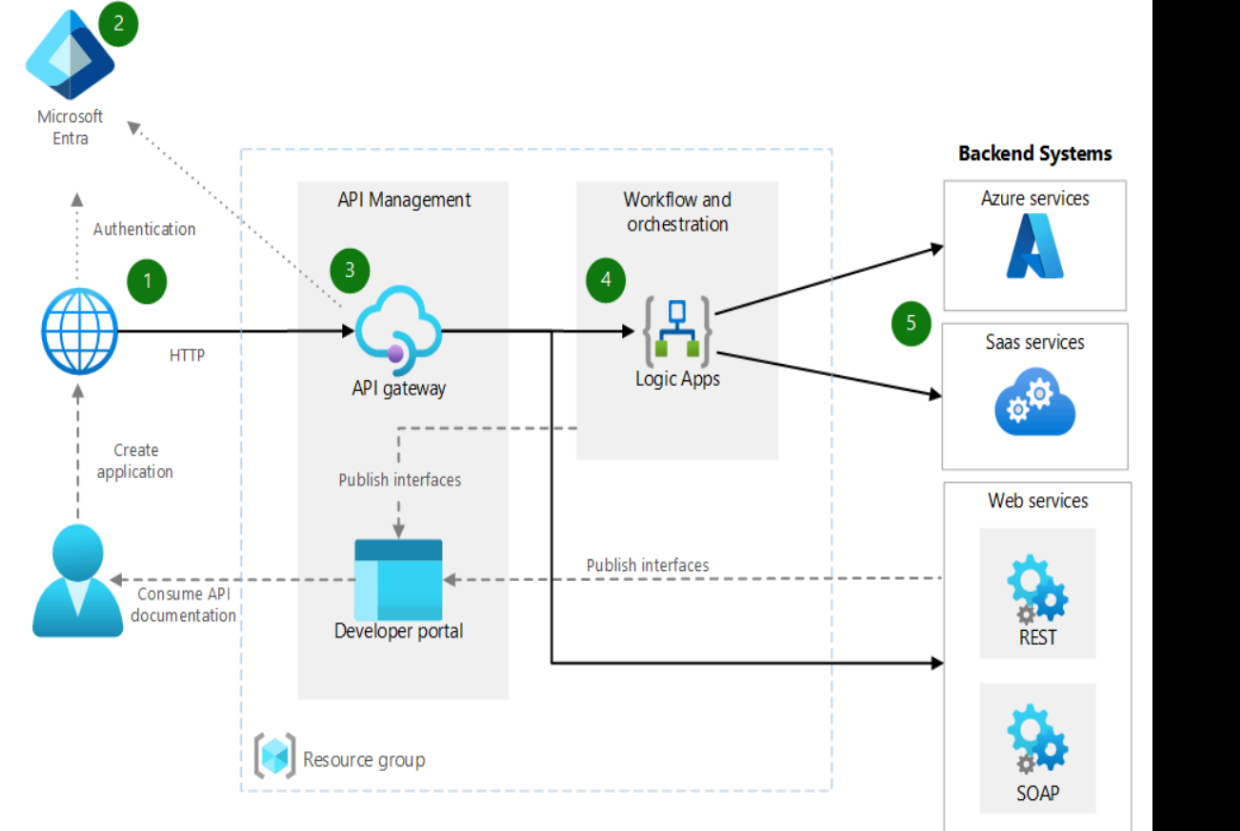 2
Microsoft
Entra
Authentication
1
HTTP
Create
application
Consume API
documentation
API Management
3
API gateway
Publish interfaces
Developer portal
Resource group
Workflow and
orchestration
4
Logic Apps
Publish interfaces
Backend Systems
Azure services
5
Saas services
Web services
REST
SOAP